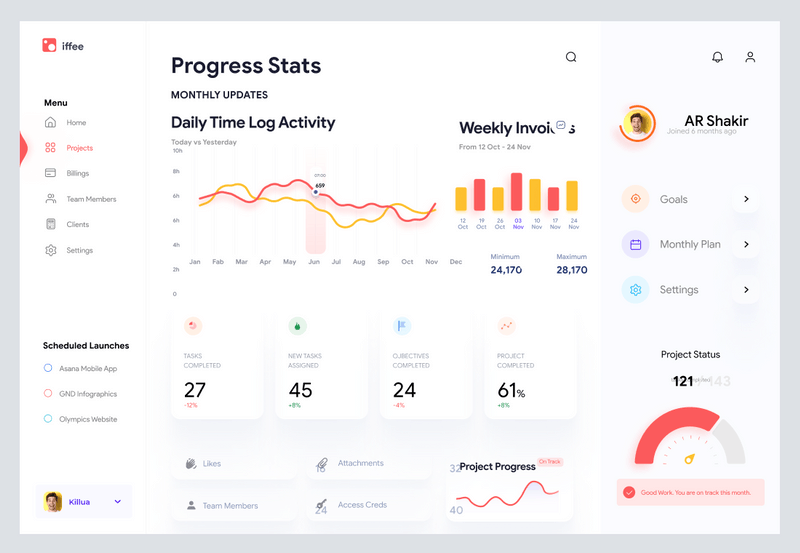 iffee
Menu
Home
Projects
Billings
Team Members
Clients
Settings
Scheduled Launches
Asana Mobile App
GND Infographics
Olympics Website
Killua
Progress Stats
MONTHLY UPDATES
Daily Time Log Activity
Today vs Yesterday
10h
8h
6h
6h
4h
2h
0
659
Jan Feb Mar Apr May Jun Jul Aug Sep Oct Nov Dec
Weekly
From 12 Oct - 24 Nov
12 19 26 03 10 17 24
Oct Oct Oct Nov Nov Nov Nov
Minimum Maximum
24,170 28,170
TASKS
COMPLETED
27
-12%
NEW TASKS
ASSIGNED
45
+8%
OJBECTIVES
COMPLETED
24
-4%
PROJECT
COMPLETED
61%
+8%
Likes
Attachments
16
Team Members
Access Creds
24
32
Project Progress
On Track
40
AR Shakir
Joined 6 months ago
Goals
Monthly Plan
Settings
Project Status
121 143
Good Work. You are on track this month.